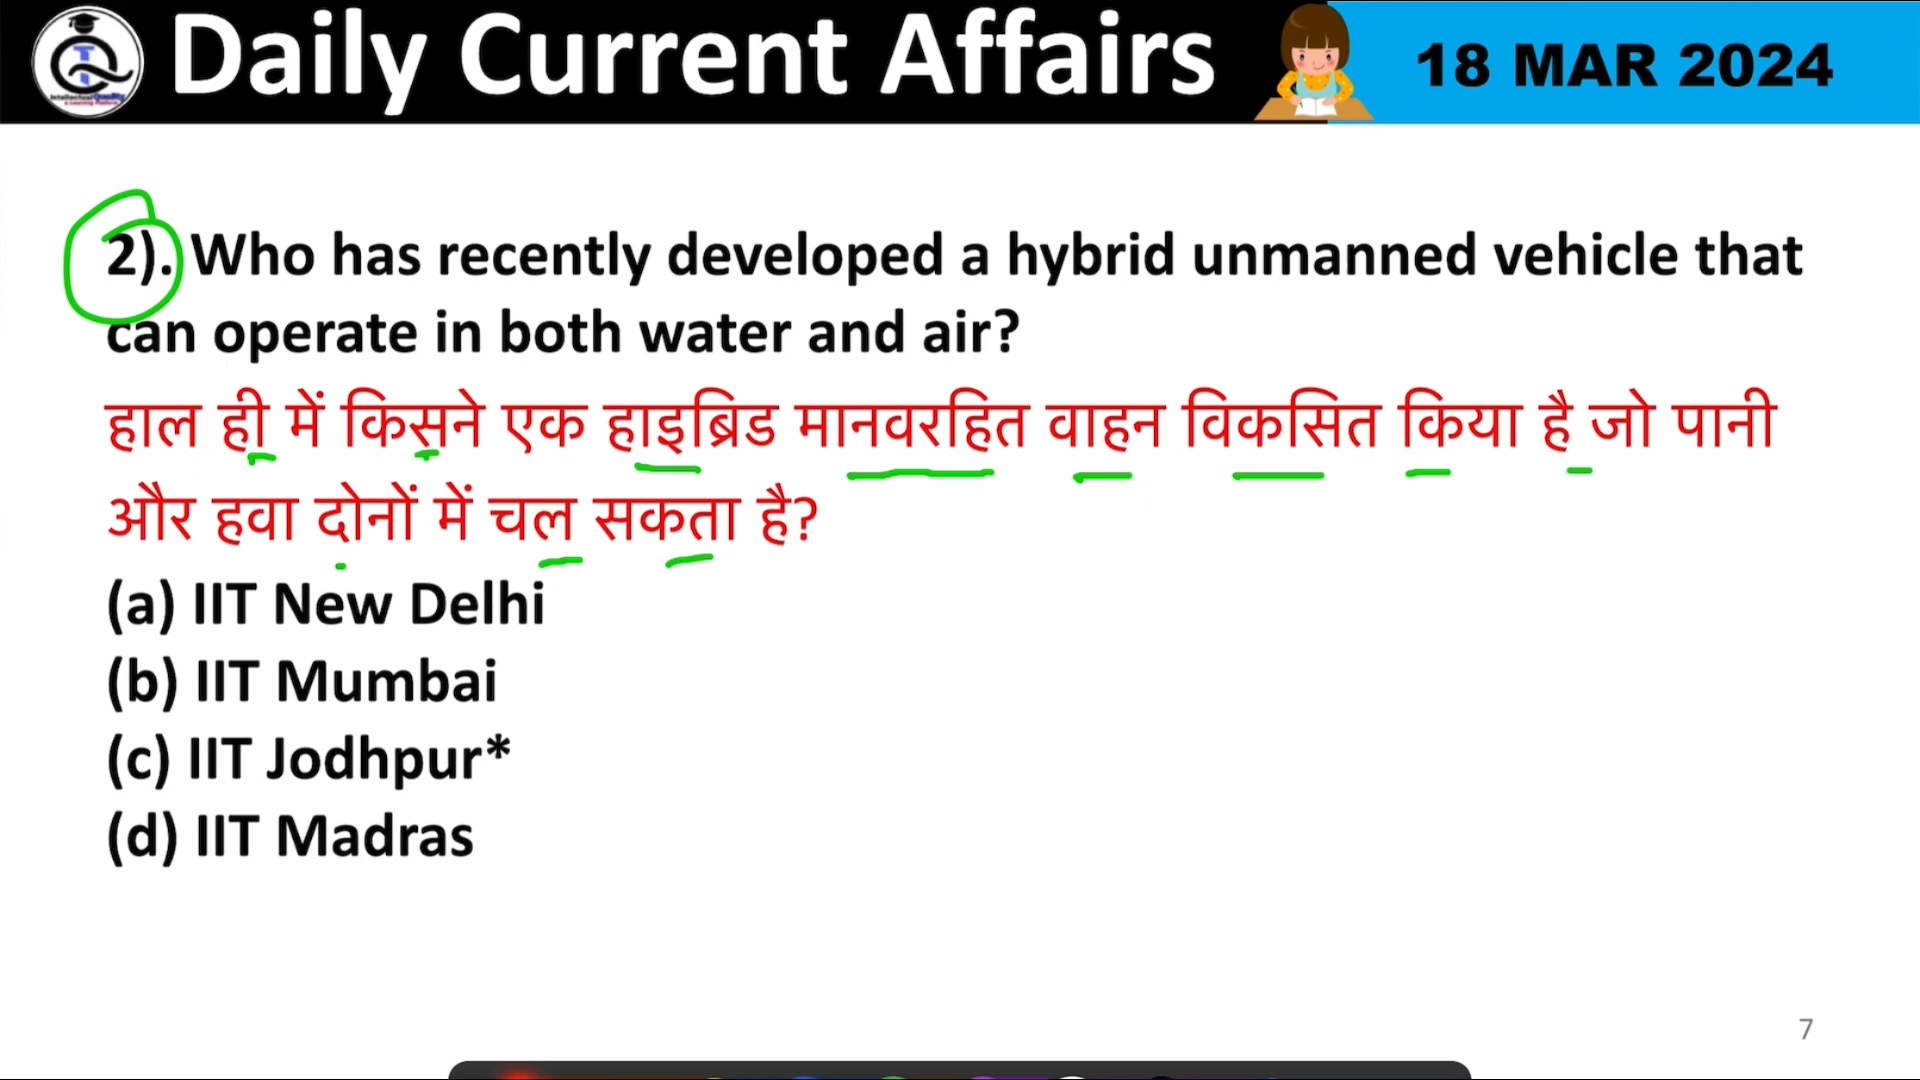 Daily Current Affairs
18 MAR 2024
2). Who has recently developed a hybrid unmanned vehicle that
can operate in both water and air?
हाल ही में किसने एक हाइब्रिड मानवरहित वाहन विकसित किया है जो पानी
और हवा दोनों में चल सकता है?
(a) IIT New Delhi
(b) IIT Mumbai
(c) IIT Jodhpur*
(d) IIT Madras
7